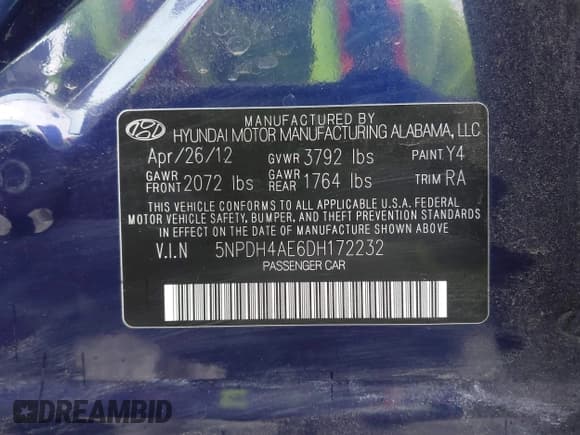 MANUFACTURED BY
HYUNDAI MOTOR MANUFACTURING ALABAMA, LLC
Apr/26/12 GVWR 3792 lbs PAINT Y4
GAWR FRONT 2072 lbs GAWR REAR 1764 lbs TRIM RA
THIS VEHICLE CONFORMS TO ALL APPLICABLE U.S.A. FEDERAL
MOTOR VEHICLE SAFETY, BUMPER, AND THEFT PREVENTION STANDARDS
IN EFFECT ON THE DATE OF MANUFACTURE SHOWN ABOVE.
V.I.N 5NPDH4AE6DH172232
PASSENGER CAR
DREAMBID